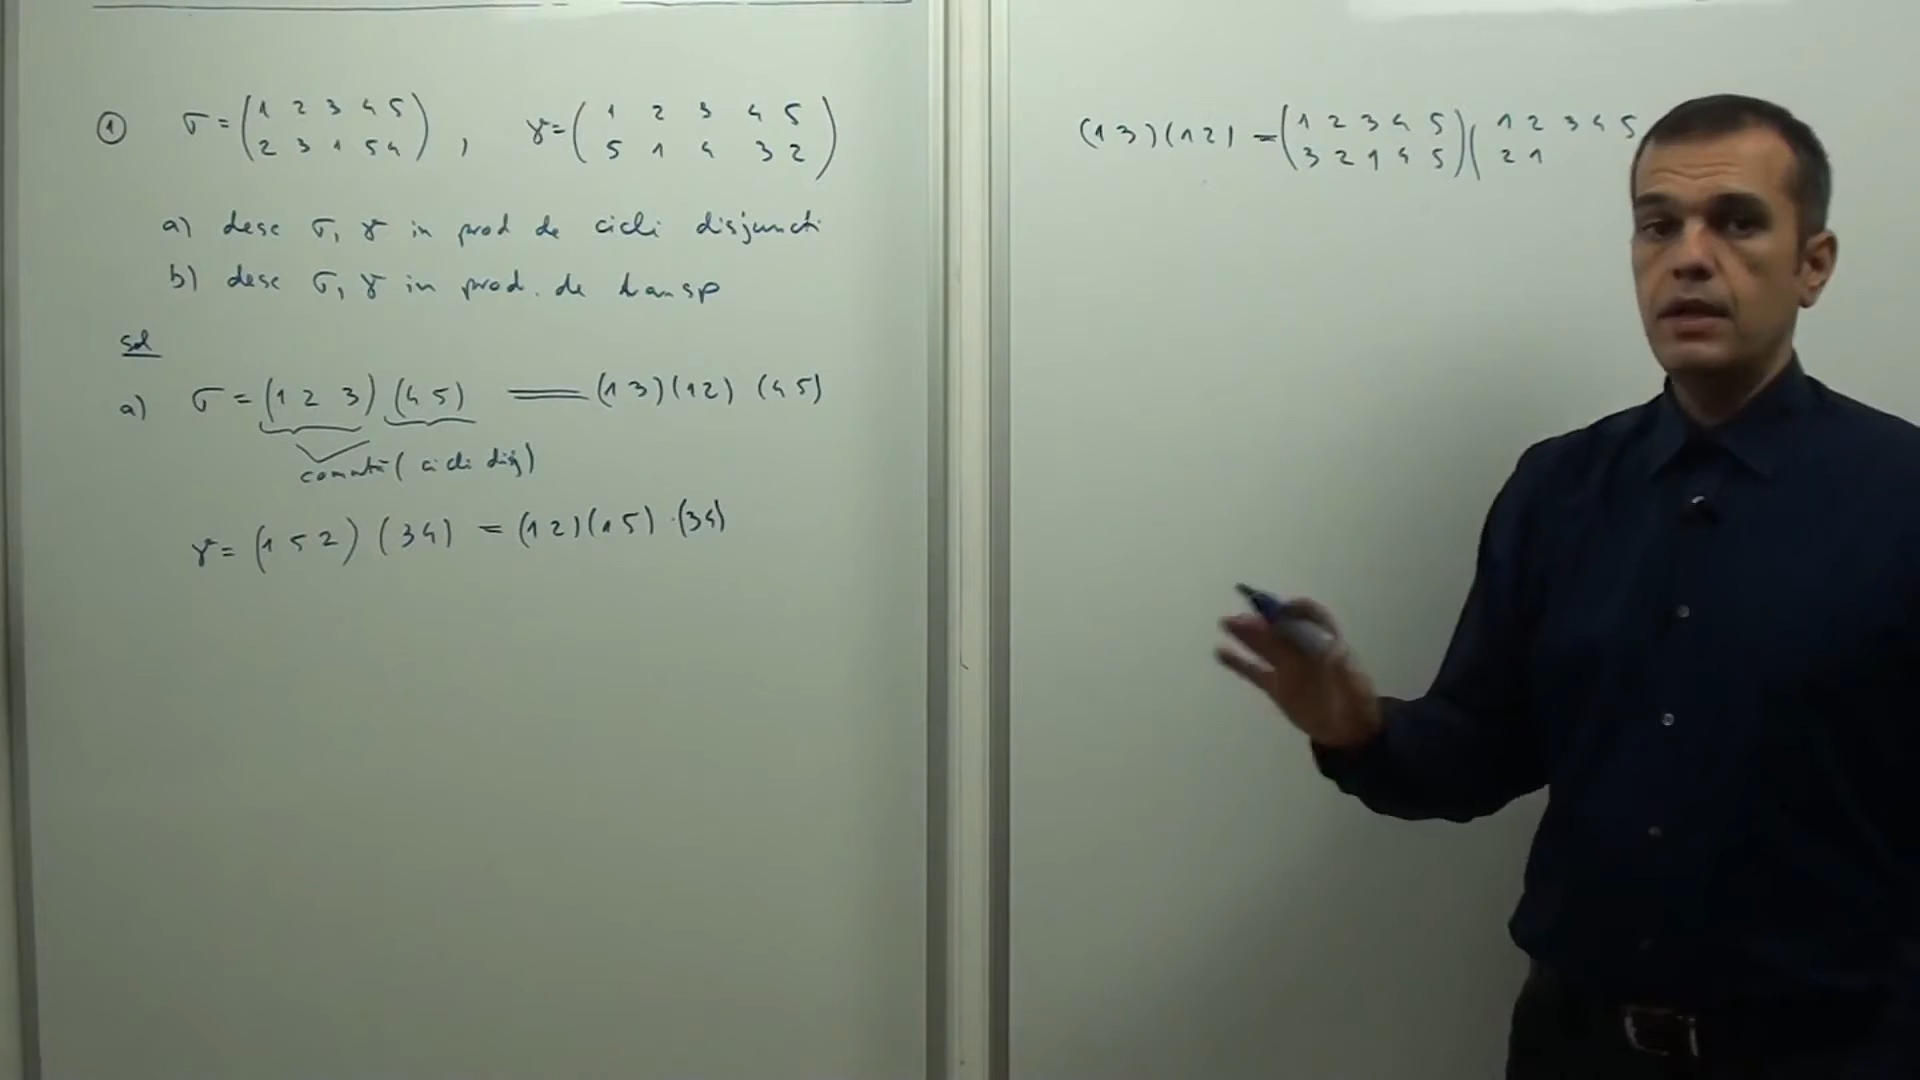 ① σ = (1 2 3 4 5) , γ = (1 2 3 4 5)
(2 3 1 5 4) (5 1 4 3 2)
a) desc σ, γ in prod de cicli disjuncti
b) desc σ, γ in prod. de transp
sol
a) σ = (1 2 3) (4 5) = (1 3)(1 2) (4 5)
comută ( cicli disj)
γ = (1 5 2) (3 4) = (1 2)(1 5) · (3 4)
(1 3)(1 2) = (1 2 3 4 5) (1 2 3 4 5
(3 2 1 4 5) (2 1